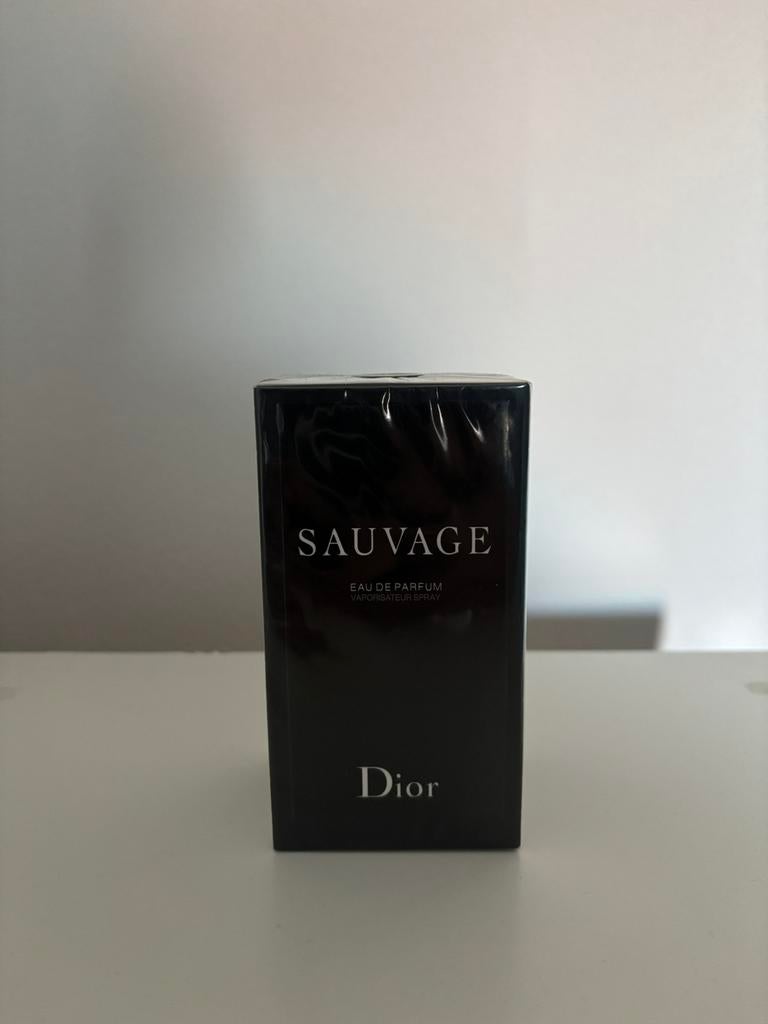 SAUVAGE
EAU DE PARFUM
VAPORISATEUR SPRAY
Dior